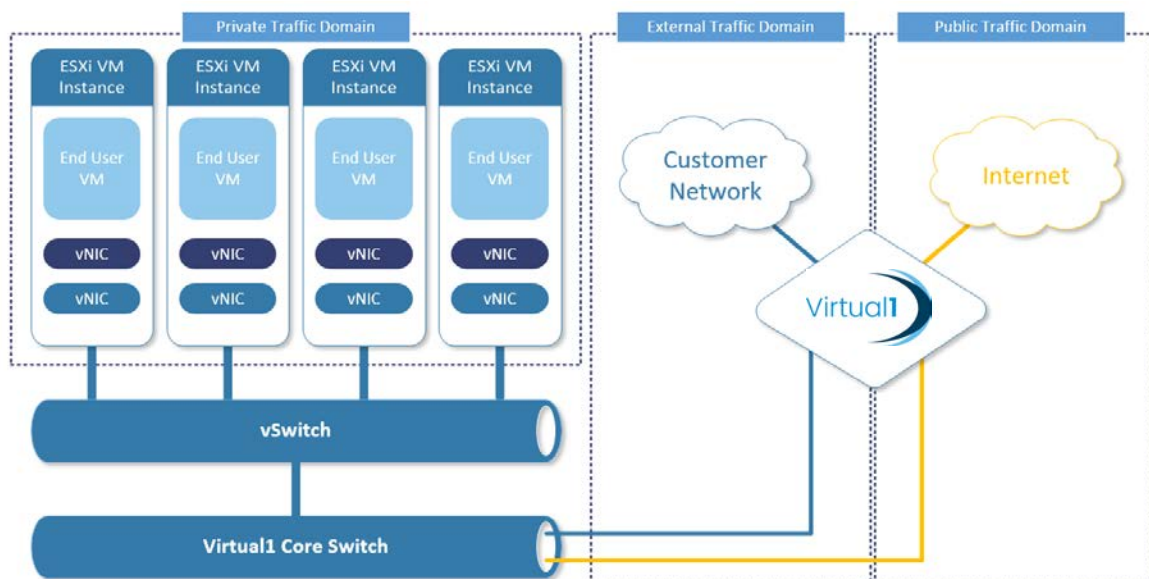 Private Traffic Domain
External Traffic Domain
Public Traffic Domain
ESXi VM
Instance
ESXi VM
Instance
ESXi VM
Instance
ESXi VM
Instance
End User
VM
End User
VM
End User
VM
End User
VM
vNIC
vNIC
vNIC
vNIC
vNIC
vNIC
vNIC
vNIC
Customer
Network
Internet
Virtual1
vSwitch
Virtual1 Core Switch